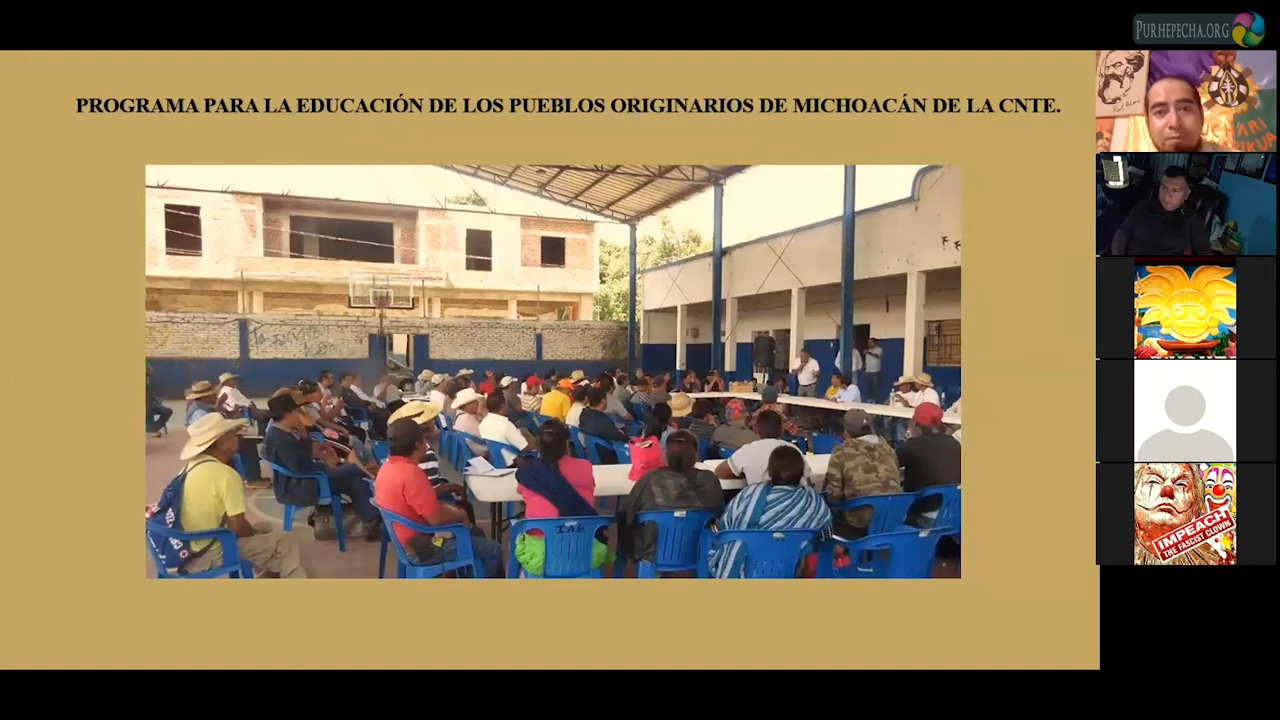 PURHEPECHA.ORG
PROGRAMA PARA LA EDUCACIÓN DE LOS PUEBLOS ORIGINARIOS DE MICHOACÁN DE LA CNTE.
IMPEACH
THE FASCIST CLOWN